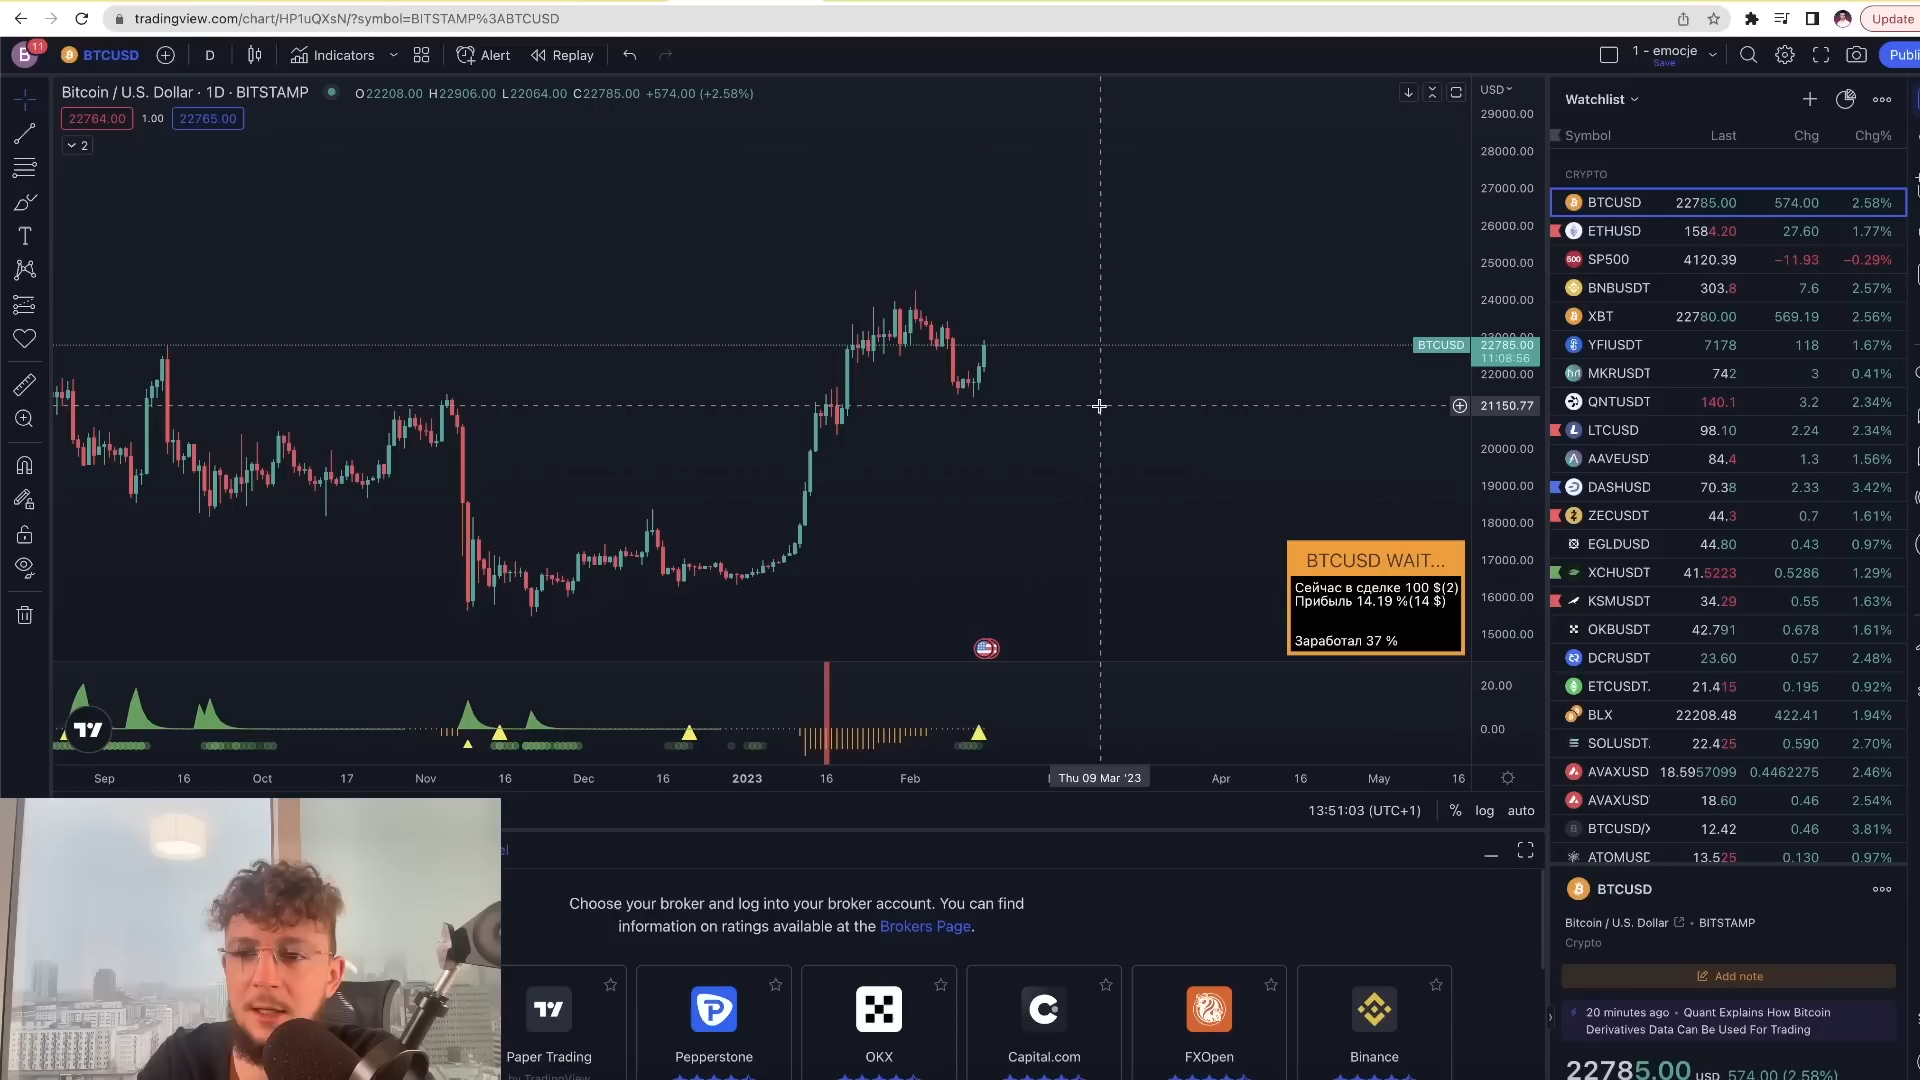 tradingview.com/chart/HP1uQXsN/?symbol=BITSTAMP%3ABTCUSD
Update
B 11 BTCUSD D Indicators Alert Replay
1 - emocje
Save
Publi
Bitcoin / U.S. Dollar · 1D · BITSTAMP O22208.00 H22906.00 L22064.00 C22785.00 +574.00 (+2.58%)
22764.00 1.00 22765.00
2
USD
29000.00
28000.00
27000.00
26000.00
25000.00
24000.00
23000.00
BTCUSD 22785.00
11:08:56
22000.00
21150.77
20000.00
19000.00
18000.00
17000.00
16000.00
15000.00
20.00
0.00
BTCUSD WAIT...
Сейчас в сделке 100 $(2)
Прибыль 14.19 %(14 $)
Заработал 37 %
Sep 16 Oct 17 Nov 16 Dec 16 2023 16 Feb Thu 09 Mar '23 Apr 16 May 16
13:51:03 (UTC+1) % log auto
Choose your broker and log into your broker account. You can find
information on ratings available at the Brokers Page.
Paper Trading
by TradingView
Pepperstone
OKX
Capital.com
FXOpen
Binance
Watchlist
Symbol Last Chg Chg%
CRYPTO
BTCUSD 22785.00 574.00 2.58%
ETHUSD 1584.20 27.60 1.77%
500 SP500 4120.39 −11.93 −0.29%
BNBUSDT 303.8 7.6 2.57%
XBT 22780.00 569.19 2.56%
YFIUSDT 7178 118 1.67%
MKRUSDT 742 3 0.41%
QNTUSDT 140.1 3.2 2.34%
LTCUSD 98.10 2.24 2.34%
AAVEUSD 84.4 1.3 1.56%
DASHUSD 70.38 2.33 3.42%
ZECUSDT 44.3 0.7 1.61%
EGLDUSD 44.80 0.43 0.97%
XCHUSDT 41.5223 0.5286 1.29%
KSMUSDT 34.29 0.55 1.63%
OKBUSDT 42.791 0.678 1.61%
DCRUSDT 23.60 0.57 2.48%
ETCUSDT. 21.415 0.195 0.92%
BLX 22208.48 422.41 1.94%
SOLUSDT. 22.425 0.590 2.70%
AVAXUSD 18.5957099 0.4462275 2.46%
AVAXUSD 18.60 0.46 2.54%
BTCUSD/X 12.42 0.46 3.81%
ATOMUSD 13.525 0.130 0.97%
BTCUSD
Bitcoin / U.S. Dollar • BITSTAMP
Crypto
Add note
20 minutes ago • Quant Explains How Bitcoin
Derivatives Data Can Be Used For Trading
22785.00 USD 574.00 (2.58%)